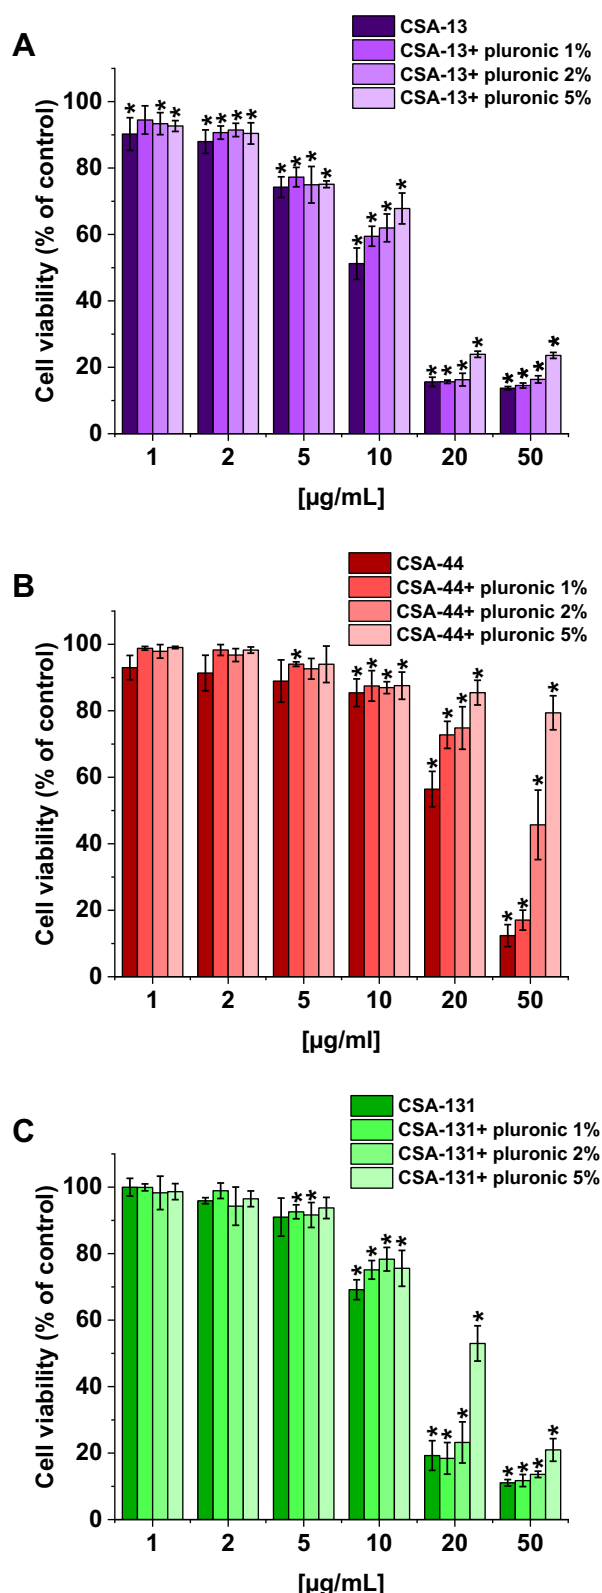 A
CSA-13
CSA-13+ pluronic 1%
CSA-13+ pluronic 2%
CSA-13+ pluronic 5%
Cell viability (% of control)
100
80
60
40
20
0
* * * * * * * * * * * * * * * * * * * * * * *
1 2 5 10 20 50
[µg/mL]
B
CSA-44
CSA-44+ pluronic 1%
CSA-44+ pluronic 2%
CSA-44+ pluronic 5%
Cell viability (% of control)
100
80
60
40
20
0
* * * * * * * * * * * * *
1 2 5 10 20 50
[µg/ml]
C
CSA-131
CSA-131+ pluronic 1%
CSA-131+ pluronic 2%
CSA-131+ pluronic 5%
Cell viability (% of control)
100
80
60
40
20
0
* * * * * * * * * * * * * *
1 2 5 10 20 50
[µg/mL]